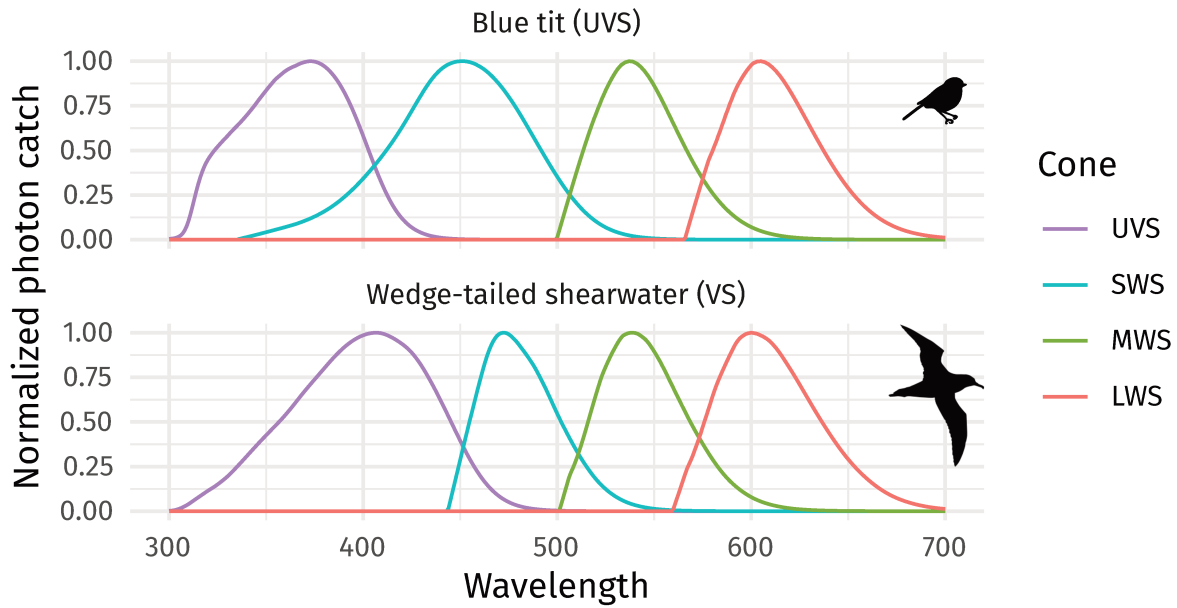 Blue tit (UVS)
Normalized photon catch
1.00
0.75
0.50
0.25
0.00
Wedge-tailed shearwater (VS)
1.00
0.75
0.50
0.25
0.00
300 400 500 600 700
Wavelength
Cone
UVS
SWS
MWS
LWS